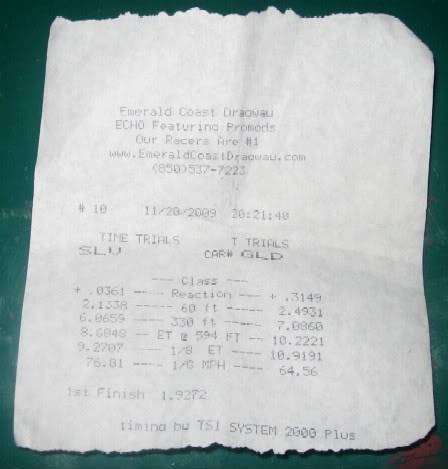 Emerald Coast Dragway
ECHO Featuring Promods
Our Racers Are #1
www.EmeraldCoastDragway.com
(850)537-7223
# 10 11/20/2009 20:21:40
TIME TRIALS T TRIALS
SLV CAR# GLD
--- Class ---
+ .0361 ---- Reaction ---- + .3149
2.1338 ----- 60 ft ----- 2.4931
6.0659 ----- 330 ft ---- 7.0860
8.6848 -- ET @ 594 FT -- 10.2221
9.2707 ---- 1/8 ET ---- 10.9191
76.81 ---- 1/8 MPH ---- 64.56
1st Finish 1.9272
timing by TSI SYSTEM 2000 Plus